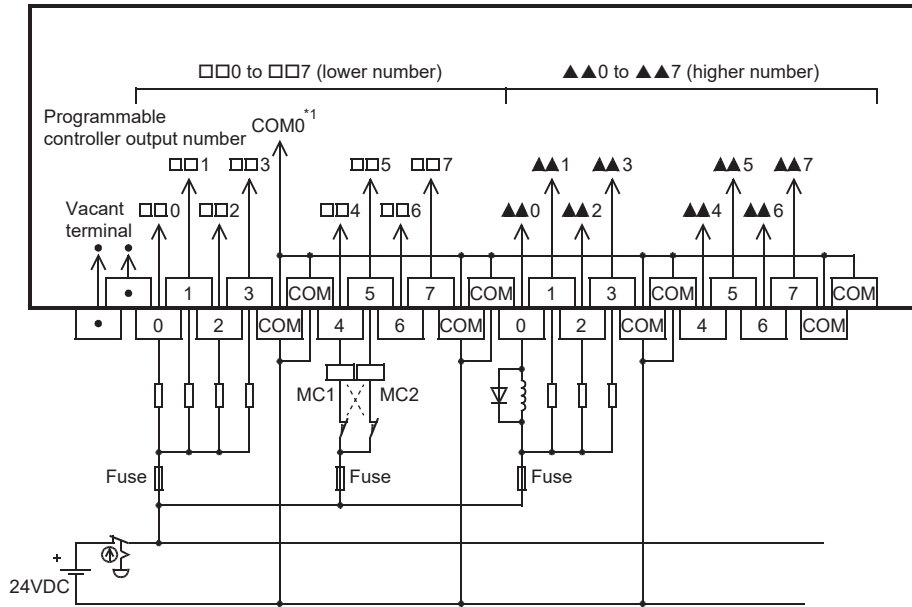 □□0 to □□7 (lower number) ▲▲0 to ▲▲7 (higher number)
Programmable
controller output number
COM0*1
□□1 □□3 □□5 □□7 ▲▲1 ▲▲3 ▲▲5 ▲▲7
Vacant
terminal
□□0 □□2 □□4 □□6 ▲▲0 ▲▲2 ▲▲4 ▲▲6
• •
• 1 3 COM 5 7 COM 1 3 COM 5 7 COM
• 0 2 COM 4 6 COM 0 2 COM 4 6 COM
MC1 MC2
Fuse Fuse Fuse
+
24VDC